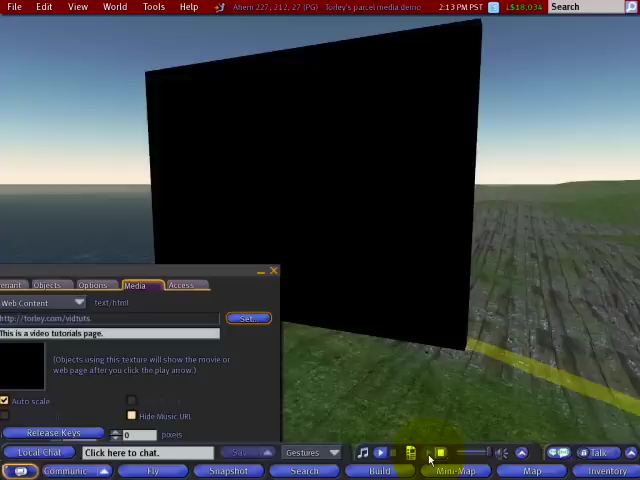 File Edit View World Tools Help Ahern 227, 212, 27 (PG) - Torley's parcel media demo 2:13 PM PST L$18,034 Search
enant Objects Options Media Access
Web Content text/html
http://torley.com/vidtuts. Set...
This is a video tutorials page.
(Objects using this texture will show the movie or
web page after you click the play arrow.)
Auto scale
Hide Music URL
Release Keys 0 pixels
Local Chat Click here to chat. Say Gestures Talk
Communic Fly Snapshot Search Build Mini-Map Map Inventory